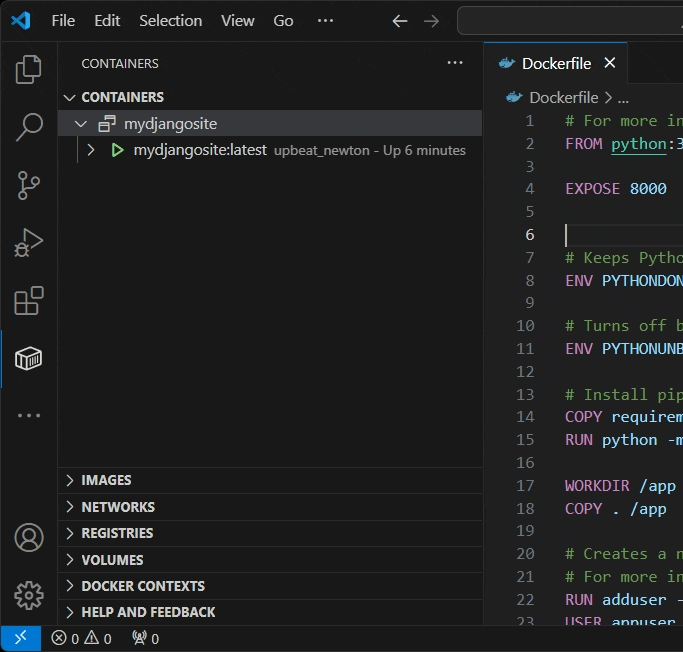 File Edit Selection View Go ...
CONTAINERS ...
CONTAINERS
mydjangosite
mydjangosite:latest upbeat_newton - Up 6 minutes
IMAGES
NETWORKS
REGISTRIES
VOLUMES
DOCKER CONTEXTS
HELP AND FEEDBACK
Dockerfile
Dockerfile > ...
1 # For more in
2 FROM python:3
3
4 EXPOSE 8000
5
6
7 # Keeps Pytho
8 ENV PYTHONDON
9
10 # Turns off b
11 ENV PYTHONUNB
12
13 # Install pip
14 COPY requirem
15 RUN python -m
16
17 WORKDIR /app
18 COPY . /app
19
20 # Creates a n
21 # For more in
22 RUN adduser -
23 USER appuser
0 0 0